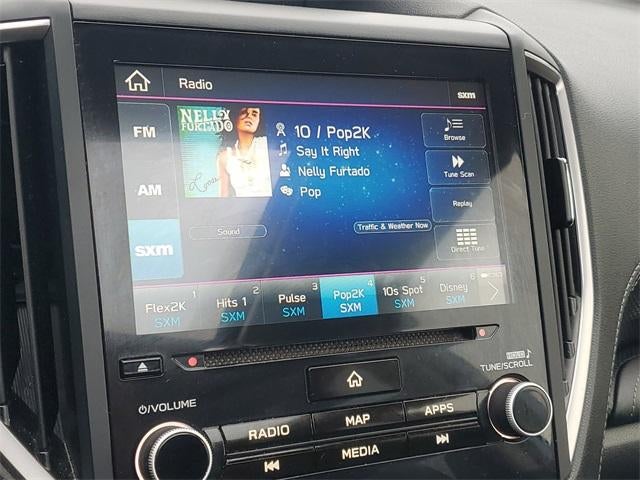 Radio
sxm
FM
AM
sxm
NELLY
FURTADO
Loose
10 / Pop2K
Say It Right
Nelly Furtado
Pop
Browse
Tune Scan
Replay
Direct Tune
Sound
Traffic & Weather Now
Flex2K 1
SXM
Hits 1 2
SXM
Pulse 3
SXM
Pop2K 4
SXM
10s Spot 5
SXM
Disney 6
SXM
VOLUME
RADIO
MAP
APPS
MEDIA
TUNE/SCROLL